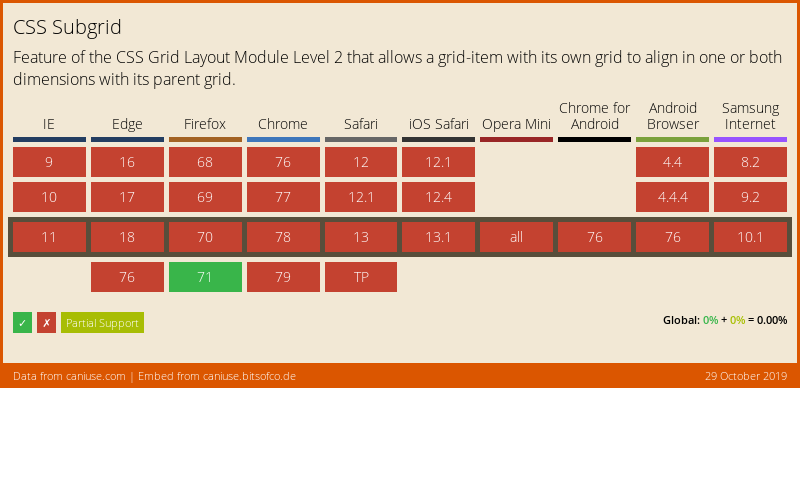 CSS Subgrid
Feature of the CSS Grid Layout Module Level 2 that allows a grid-item with its own grid to align in one or both
dimensions with its parent grid.
IE Edge Firefox Chrome Safari iOS Safari Opera Mini Chrome for Android Android Browser Samsung Internet
9 16 68 76 12 12.1 4.4 8.2
10 17 69 77 12.1 12.4 4.4.4 9.2
11 18 70 78 13 13.1 all 76 76 10.1
76 71 79 TP
✓ ✗ Partial Support Global: 0% + 0% = 0.00%
Data from caniuse.com | Embed from caniuse.bitsofco.de 29 October 2019